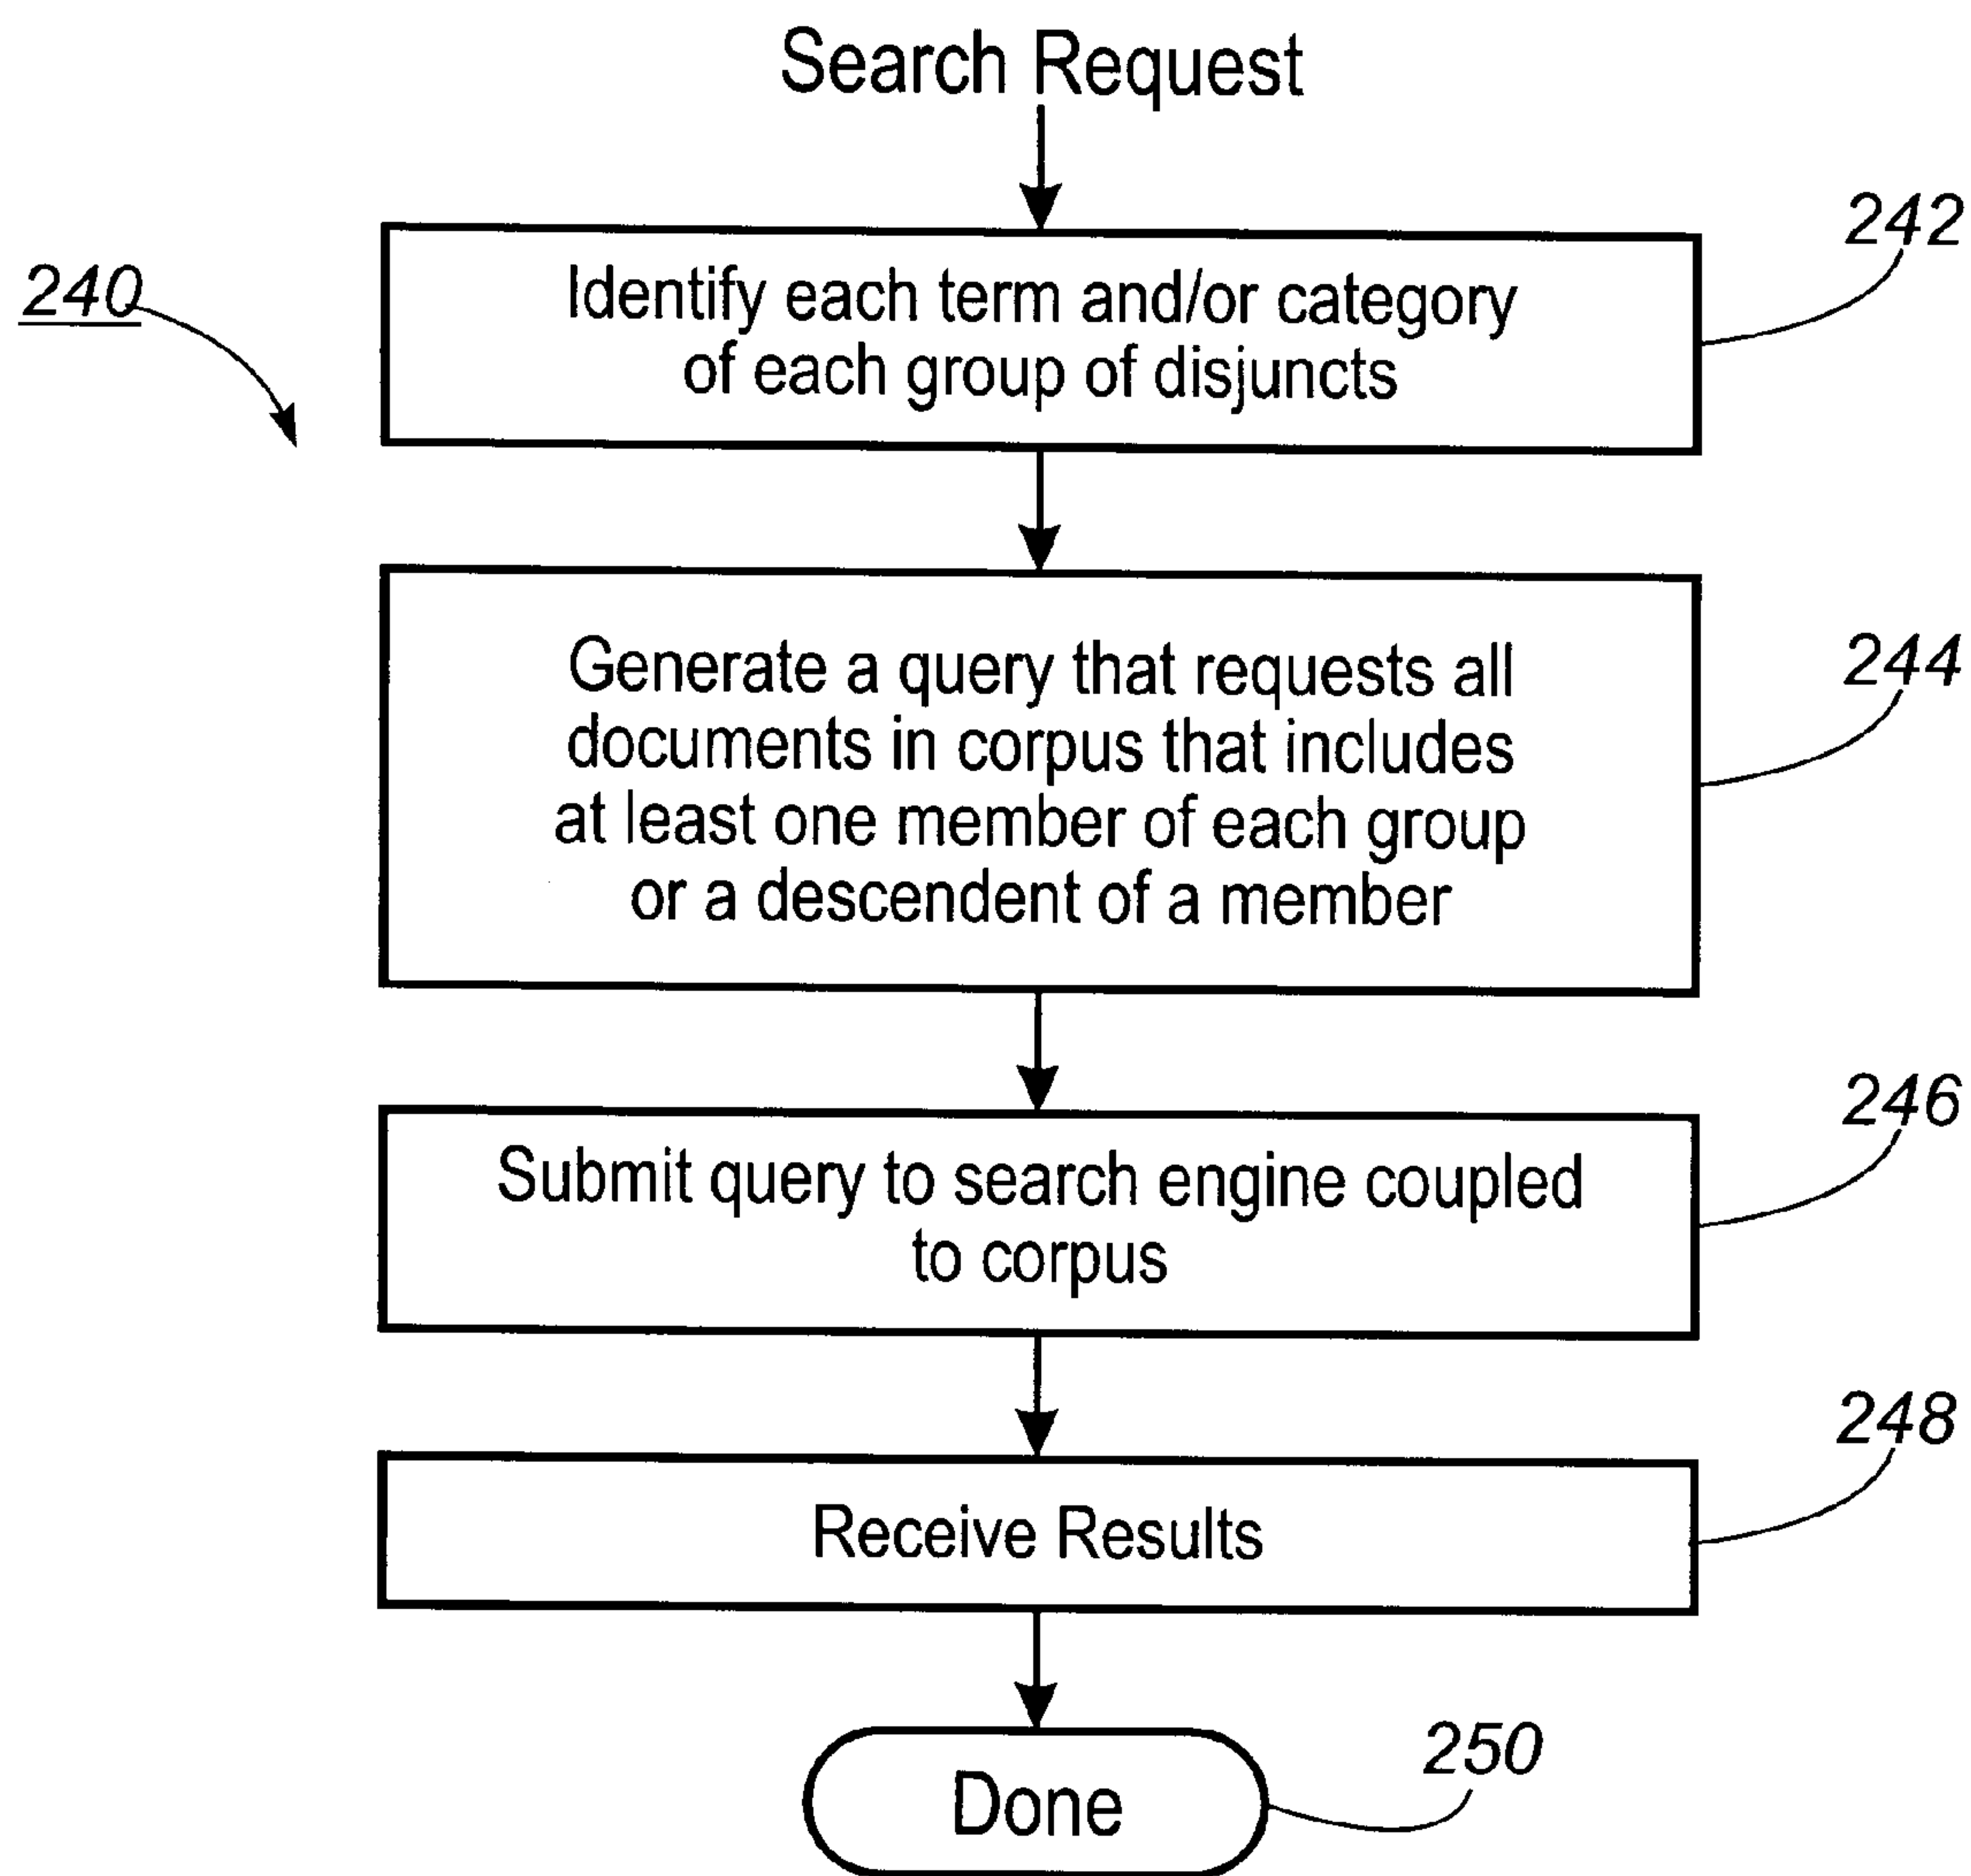 Search Request
242
240
Identify each term and/or category
of each group of disjuncts
244
Generate a query that requests all
documents in corpus that includes
at least one member of each group
or a descendent of a member
246
Submit query to search engine coupled
to corpus
248
Receive Results
250
Done